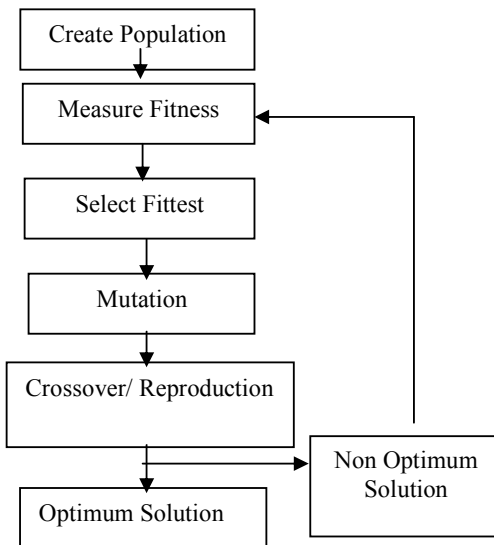 Create Population
Measure Fitness
Select Fittest
Mutation
Crossover/ Reproduction
Non Optimum
Solution
Optimum Solution